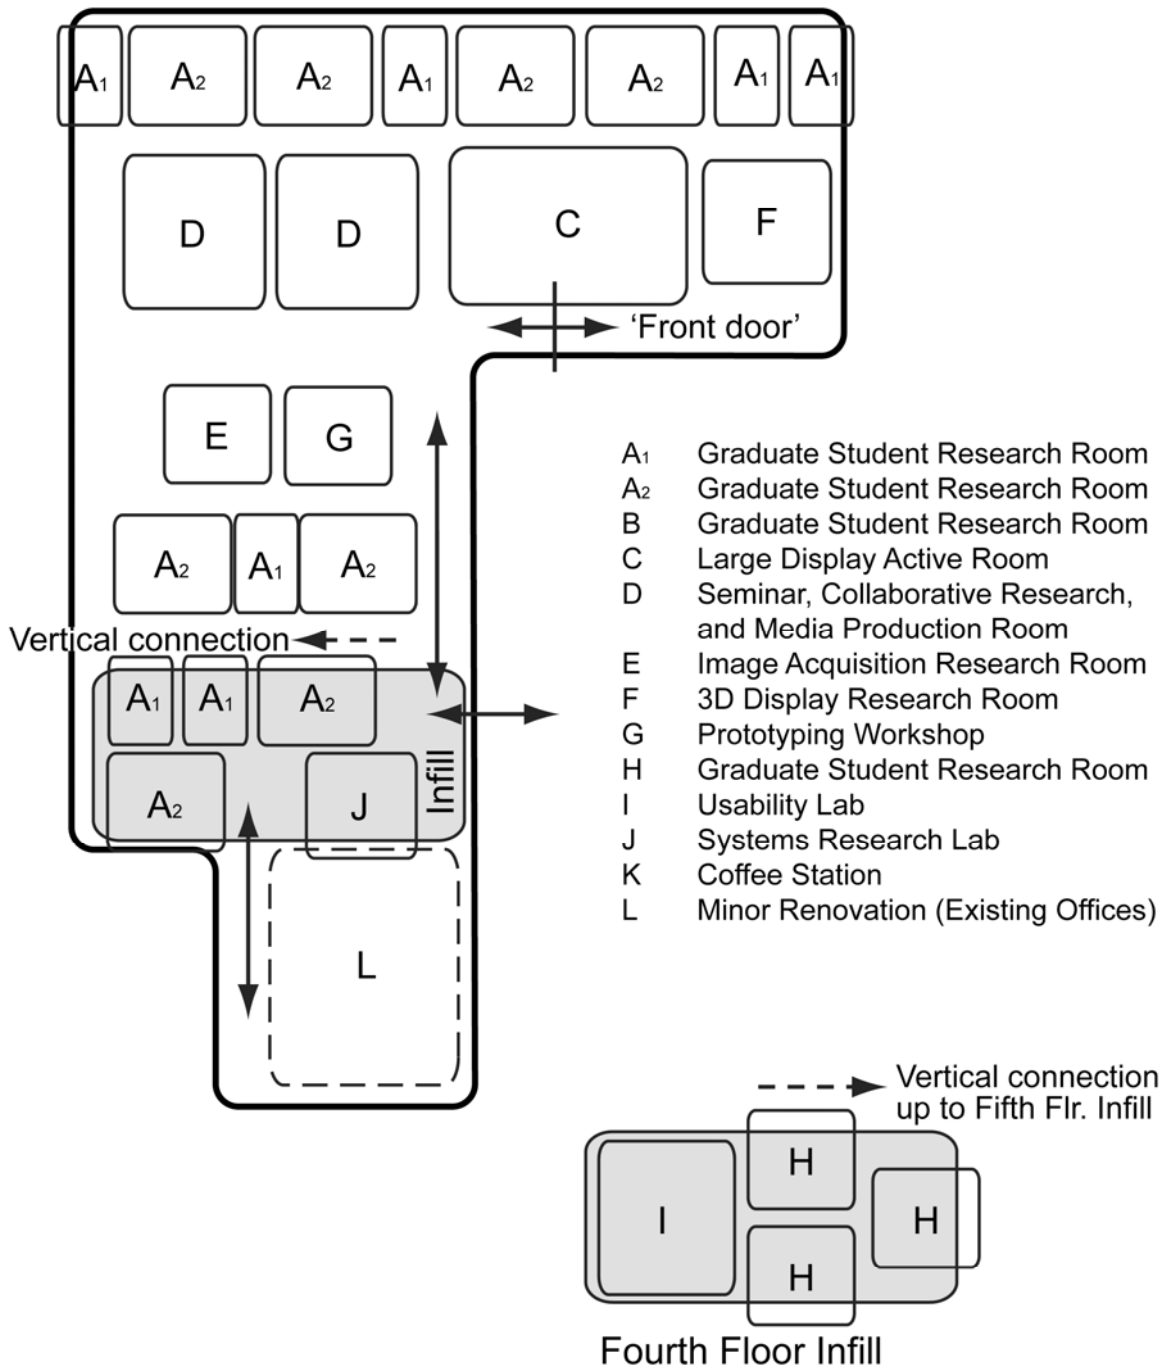 A1 A2 A2 A1 A2 A2 A1 A1
D D C F
‘Front door’
E G
A2 A1 A2
Vertical connection
A1 A1 A2
Infill
A2 J
L
A1 Graduate Student Research Room
A2 Graduate Student Research Room
B Graduate Student Research Room
C Large Display Active Room
D Seminar, Collaborative Research,
and Media Production Room
E Image Acquisition Research Room
F 3D Display Research Room
G Prototyping Workshop
H Graduate Student Research Room
I Usability Lab
J Systems Research Lab
K Coffee Station
L Minor Renovation (Existing Offices)
Vertical connection
up to Fifth Flr. Infill
H
I H
H
Fourth Floor Infill